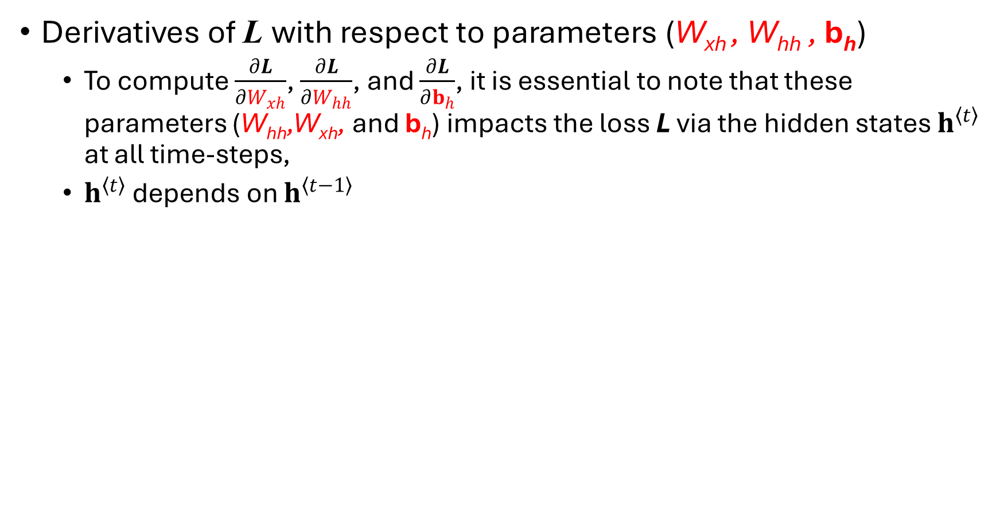 • Derivatives of L with respect to parameters (Wxh, Whh , bh)
• To compute ∂L/∂Wxh, ∂L/∂Whh, and ∂L/∂bh, it is essential to note that these
parameters (Whh,Wxh, and bh) impacts the loss L via the hidden states h⟨t⟩
at all time-steps,
• h⟨t⟩ depends on h⟨t−1⟩